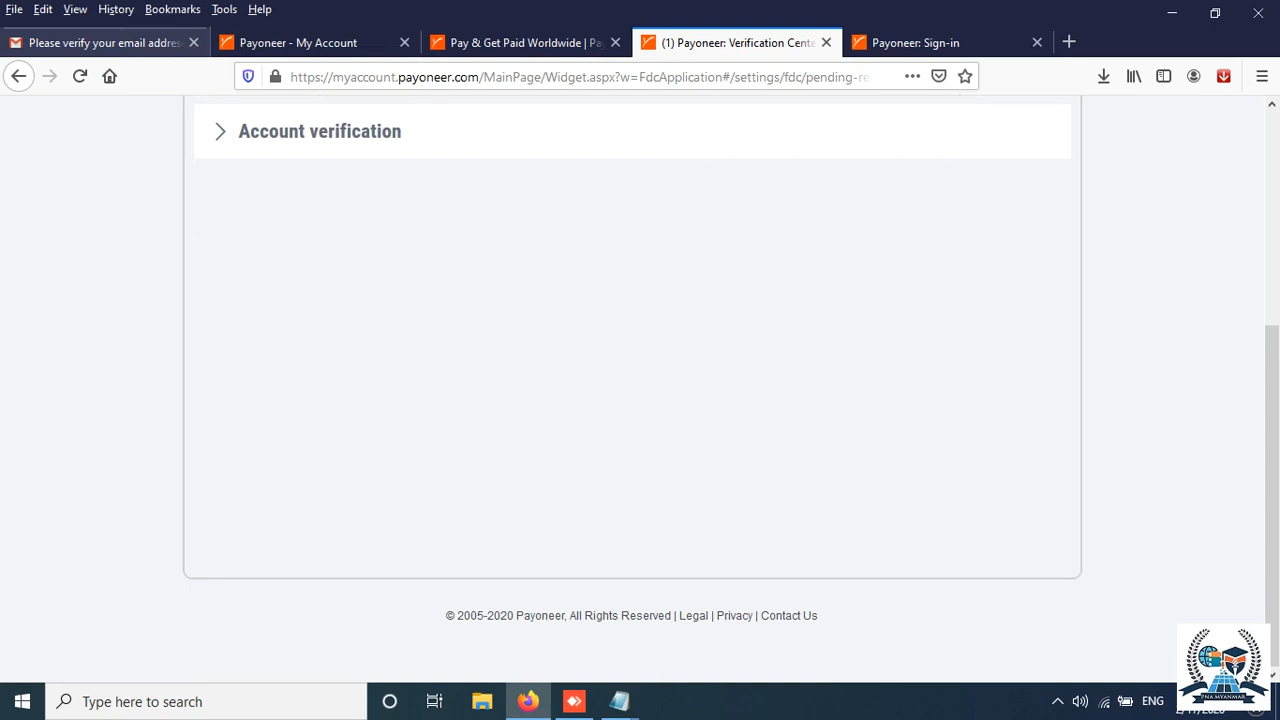 File Edit View History Bookmarks Tools Help
Please verify your email addres
Payoneer - My Account
Pay & Get Paid Worldwide | Pa
(1) Payoneer: Verification Cente
Payoneer: Sign-in
https://myaccount.payoneer.com/MainPage/Widget.aspx?w=FdcApplication#/settings/fdc/pending-re
Account verification
© 2005-2020 Payoneer, All Rights Reserved | Legal | Privacy | Contact Us
PNA MYANMAR
Type here to search
ENG